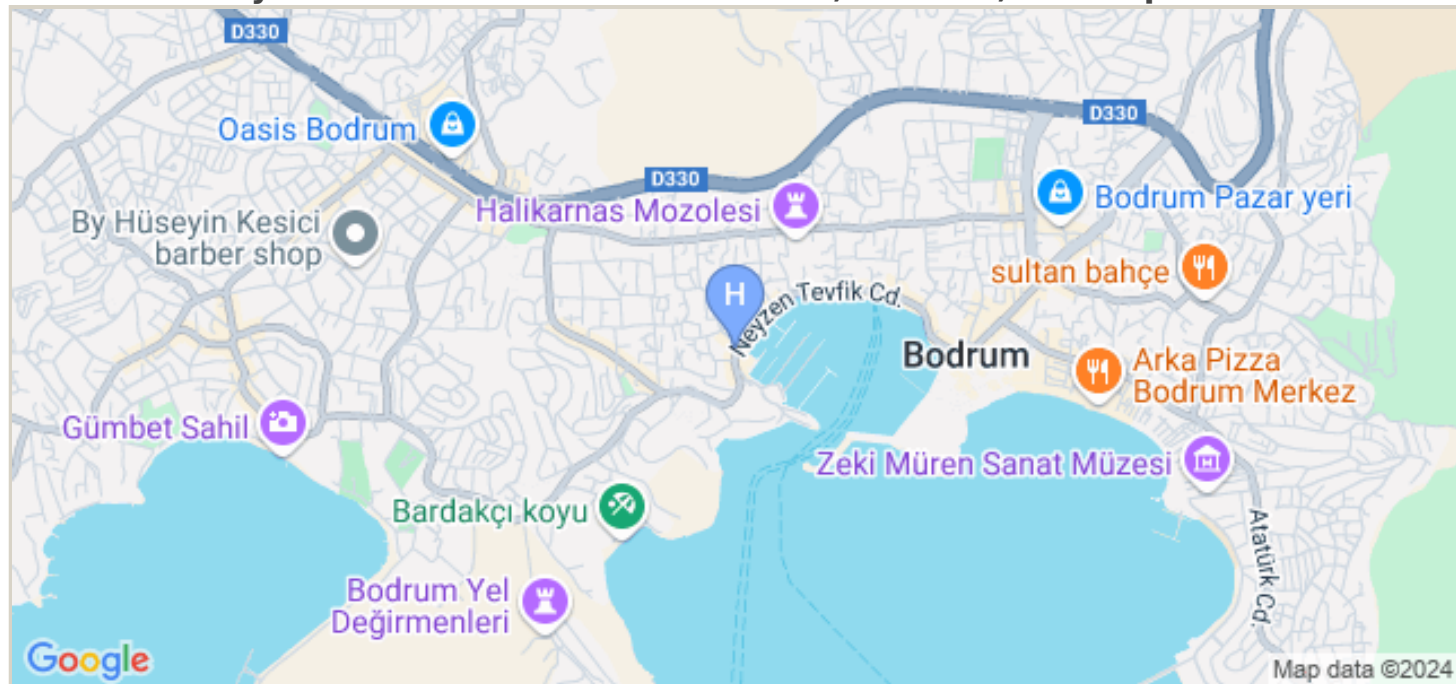 D330
Oasis Bodrum
D330
D330
Halikarnas Mozolesi
Bodrum Pazar yeri
By Hüseyin Kesici
barber shop
sultan bahçe
H
Neyzen Tevfik Cd.
Bodrum
Arka Pizza
Bodrum Merkez
Gümbet Sahil
Zeki Müren Sanat Müzesi
Bardakçı koyu
Atatürk Cd.
Bodrum Yel
Değirmenleri
Google
Map data ©2024